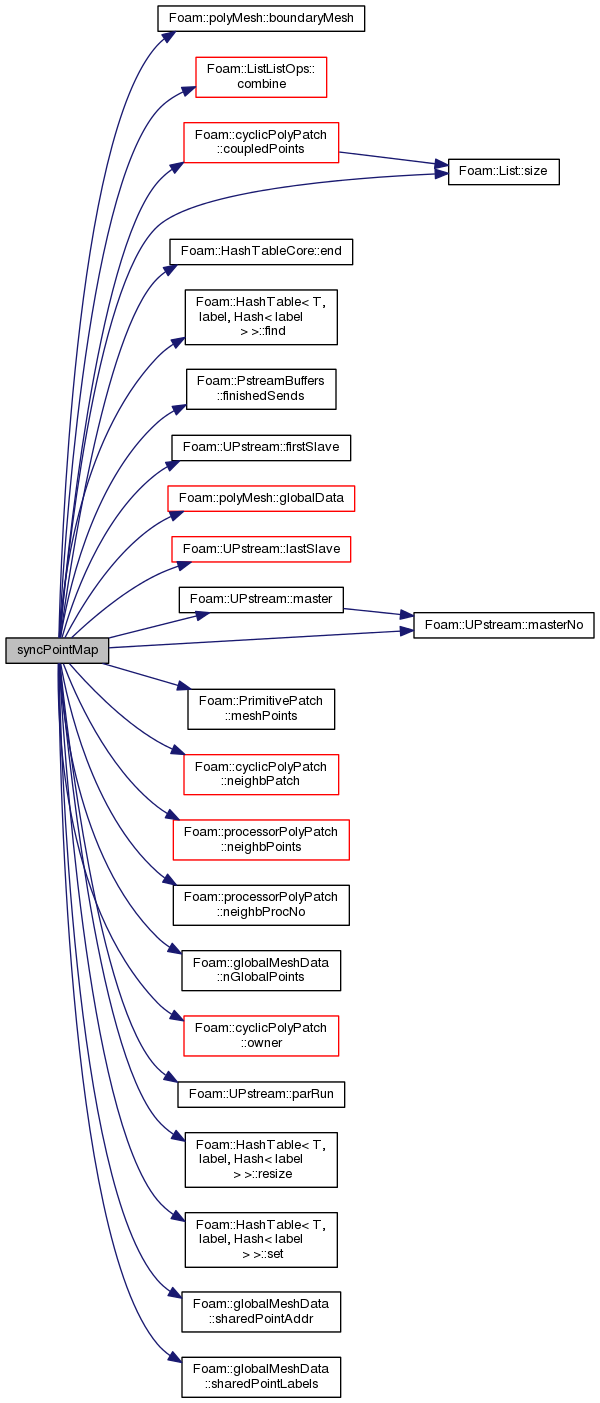 Foam::polyMesh::boundaryMesh
Foam::ListListOps::
combine
Foam::cyclicPolyPatch
::coupledPoints
Foam::List::size
Foam::HashTableCore::end
Foam::HashTable< T,
label, Hash< label
> >::find
Foam::PstreamBuffers
::finishedSends
Foam::UPstream::firstSlave
Foam::polyMesh::globalData
Foam::UPstream::lastSlave
Foam::UPstream::master
Foam::UPstream::masterNo
syncPointMap
Foam::PrimitivePatch
::meshPoints
Foam::cyclicPolyPatch
::neighbPatch
Foam::processorPolyPatch
::neighbPoints
Foam::processorPolyPatch
::neighbProcNo
Foam::globalMeshData
::nGlobalPoints
Foam::cyclicPolyPatch
::owner
Foam::UPstream::parRun
Foam::HashTable< T,
label, Hash< label
> >::resize
Foam::HashTable< T,
label, Hash< label
> >::set
Foam::globalMeshData
::sharedPointAddr
Foam::globalMeshData
::sharedPointLabels